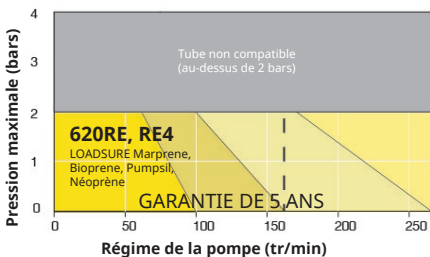 Pression maximale (bars)
4
3
2
1
0
Tube non compatible
(au-dessus de 2 bars)
620RE, RE4
LOADSURE Marprene,
Bioprene, Pumpsil,
Néoprène
GARANTIE DE 5 ANS
0 50 100 150 200 250
Régime de la pompe (tr/min)